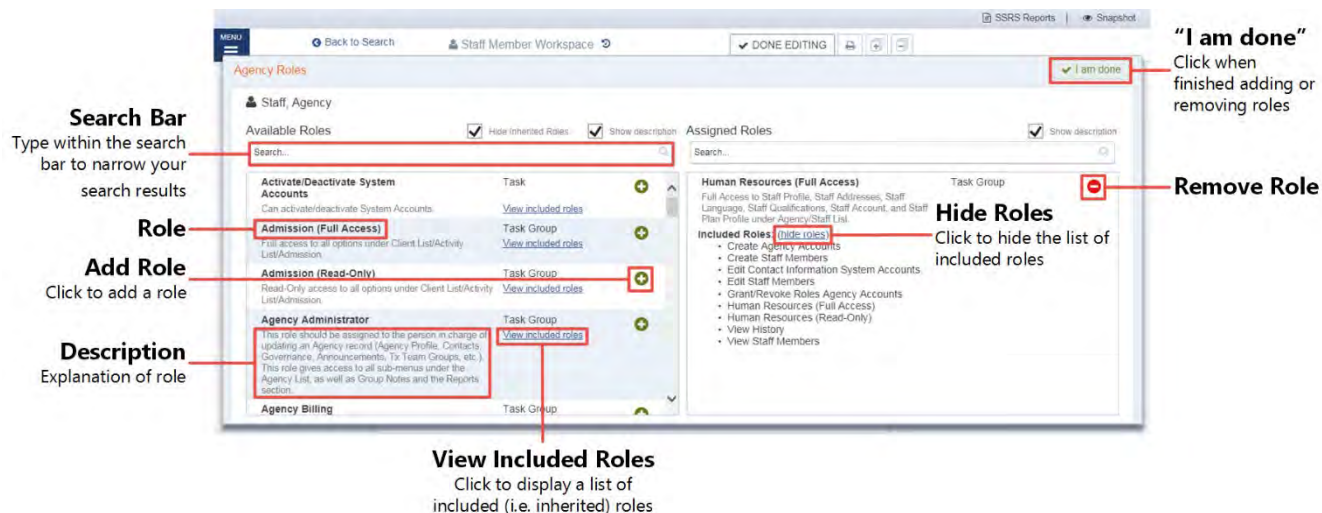 SSRS Reports | Snapshot
MENU
Back to Search
Staff Member Workspace
DONE EDITING
Agency Roles
I am done
"I am done"
Click when
finished adding or
removing roles
Staff, Agency
Available Roles
Hide Inherited Roles
Show description
Assigned Roles
Show description
Search...
Search...
Search Bar
Type within the search
bar to narrow your
search results
Role
Add Role
Click to add a role
Description
Explanation of role
Activate/Deactivate System
Accounts
Task
Can activate/deactivate System Accounts.
View included roles
Admission (Full Access)
Task Group
Full access to all options under Client List/Activity
List/Admission.
View included roles
Admission (Read-Only)
Task Group
Read-Only access to all options under Client List/Activity
List/Admission.
View included roles
Agency Administrator
Task Group
This role should be assigned to the person in charge of
updating an Agency record (Agency Profile, Contacts,
Governance, Announcements, Tx Team Groups, etc.).
This role gives access to all sub-menus under the
Agency List, as well as Group Notes and the Reports
section.
View included roles
Agency Billing
Task Group
Human Resources (Full Access)
Task Group
Full Access to Staff Profile, Staff Addresses, Staff
Language, Staff Qualifications, Staff Account, and Staff
Plan Profile under Agency/Staff List.
Included Roles: (hide roles)
• Create Agency Accounts
• Create Staff Members
• Edit Contact Information System Accounts
• Edit Staff Members
• Grant/Revoke Roles Agency Accounts
• Human Resources (Full Access)
• Human Resources (Read-Only)
• View History
• View Staff Members
Remove Role
Hide Roles
Click to hide the list of
included roles
View Included Roles
Click to display a list of
included (i.e. inherited) roles